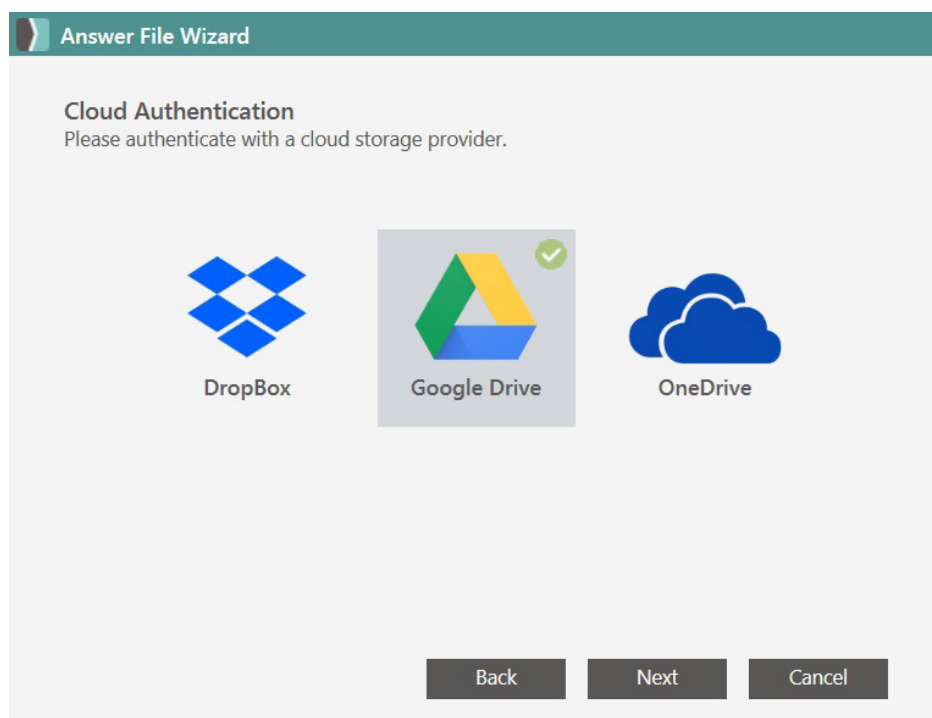 Answer File Wizard
Cloud Authentication
Please authenticate with a cloud storage provider.
DropBox
Google Drive
OneDrive
Back
Next
Cancel